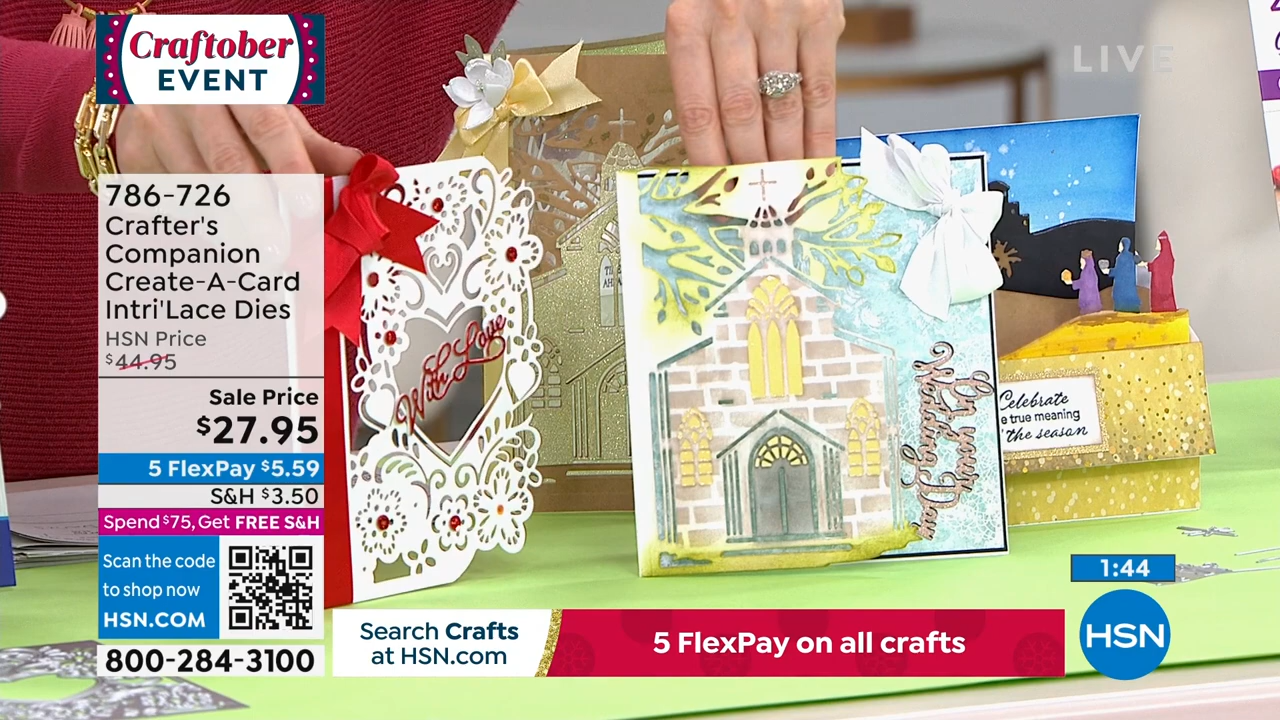 Craftober
EVENT
LIVE
786-726
Crafter's
Companion
Create-A-Card
Intri'Lace Dies
HSN Price
$44.95
Sale Price
$27.95
5 FlexPay $5.59
S&H $3.50
Spend $75, Get FREE S&H
Scan the code
to shop now
HSN.COM
800-284-3100
With Love
On your
Wedding Day
Celebrate
e true meaning
the season
1:44
HSN
Search Crafts
at HSN.com
5 FlexPay on all crafts